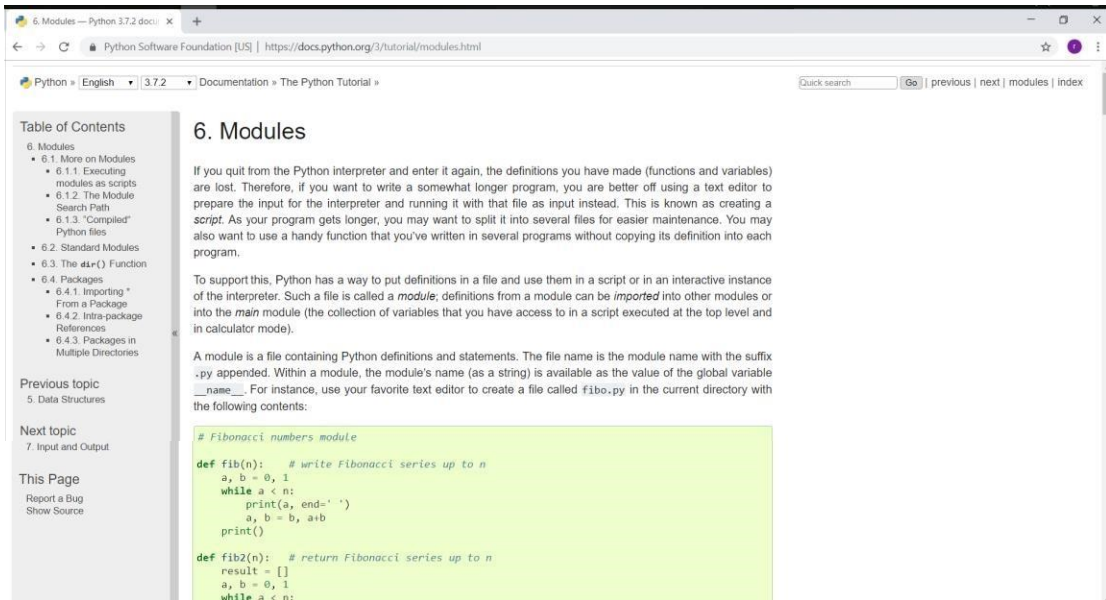 6. Modules — Python 3.7.2 docu
Python Software Foundation [US] | https://docs.python.org/3/tutorial/modules.html
Python » English 3.7.2 Documentation » The Python Tutorial »
Quick search Go | previous | next | modules | index
Table of Contents
6. Modules
6.1. More on Modules
6.1.1. Executing
modules as scripts
6.1.2. The Module
Search Path
6.1.3. "Compiled"
Python files
6.2. Standard Modules
6.3. The dir() Function
6.4. Packages
6.4.1. Importing *
From a Package
6.4.2. Intra-package
References
6.4.3. Packages in
Multiple Directories
Previous topic
5. Data Structures
Next topic
7. Input and Output
This Page
Report a Bug
Show Source
6. Modules
If you quit from the Python interpreter and enter it again, the definitions you have made (functions and variables)
are lost. Therefore, if you want to write a somewhat longer program, you are better off using a text editor to
prepare the input for the interpreter and running it with that file as input instead. This is known as creating a
script. As your program gets longer, you may want to split it into several files for easier maintenance. You may
also want to use a handy function that you've written in several programs without copying its definition into each
program.
To support this, Python has a way to put definitions in a file and use them in a script or in an interactive instance
of the interpreter. Such a file is called a module; definitions from a module can be imported into other modules or
into the main module (the collection of variables that you have access to in a script executed at the top level and
in calculator mode).
A module is a file containing Python definitions and statements. The file name is the module name with the suffix
.py appended. Within a module, the module's name (as a string) is available as the value of the global variable
__name__. For instance, use your favorite text editor to create a file called fibo.py in the current directory with
the following contents:
# Fibonacci numbers module
def fib(n):    # write Fibonacci series up to n
    a, b = 0, 1
    while a < n:
        print(a, end=' ')
        a, b = b, a+b
    print()
def fib2(n):   # return Fibonacci series up to n
    result = []
    a, b = 0, 1
    while a < n: